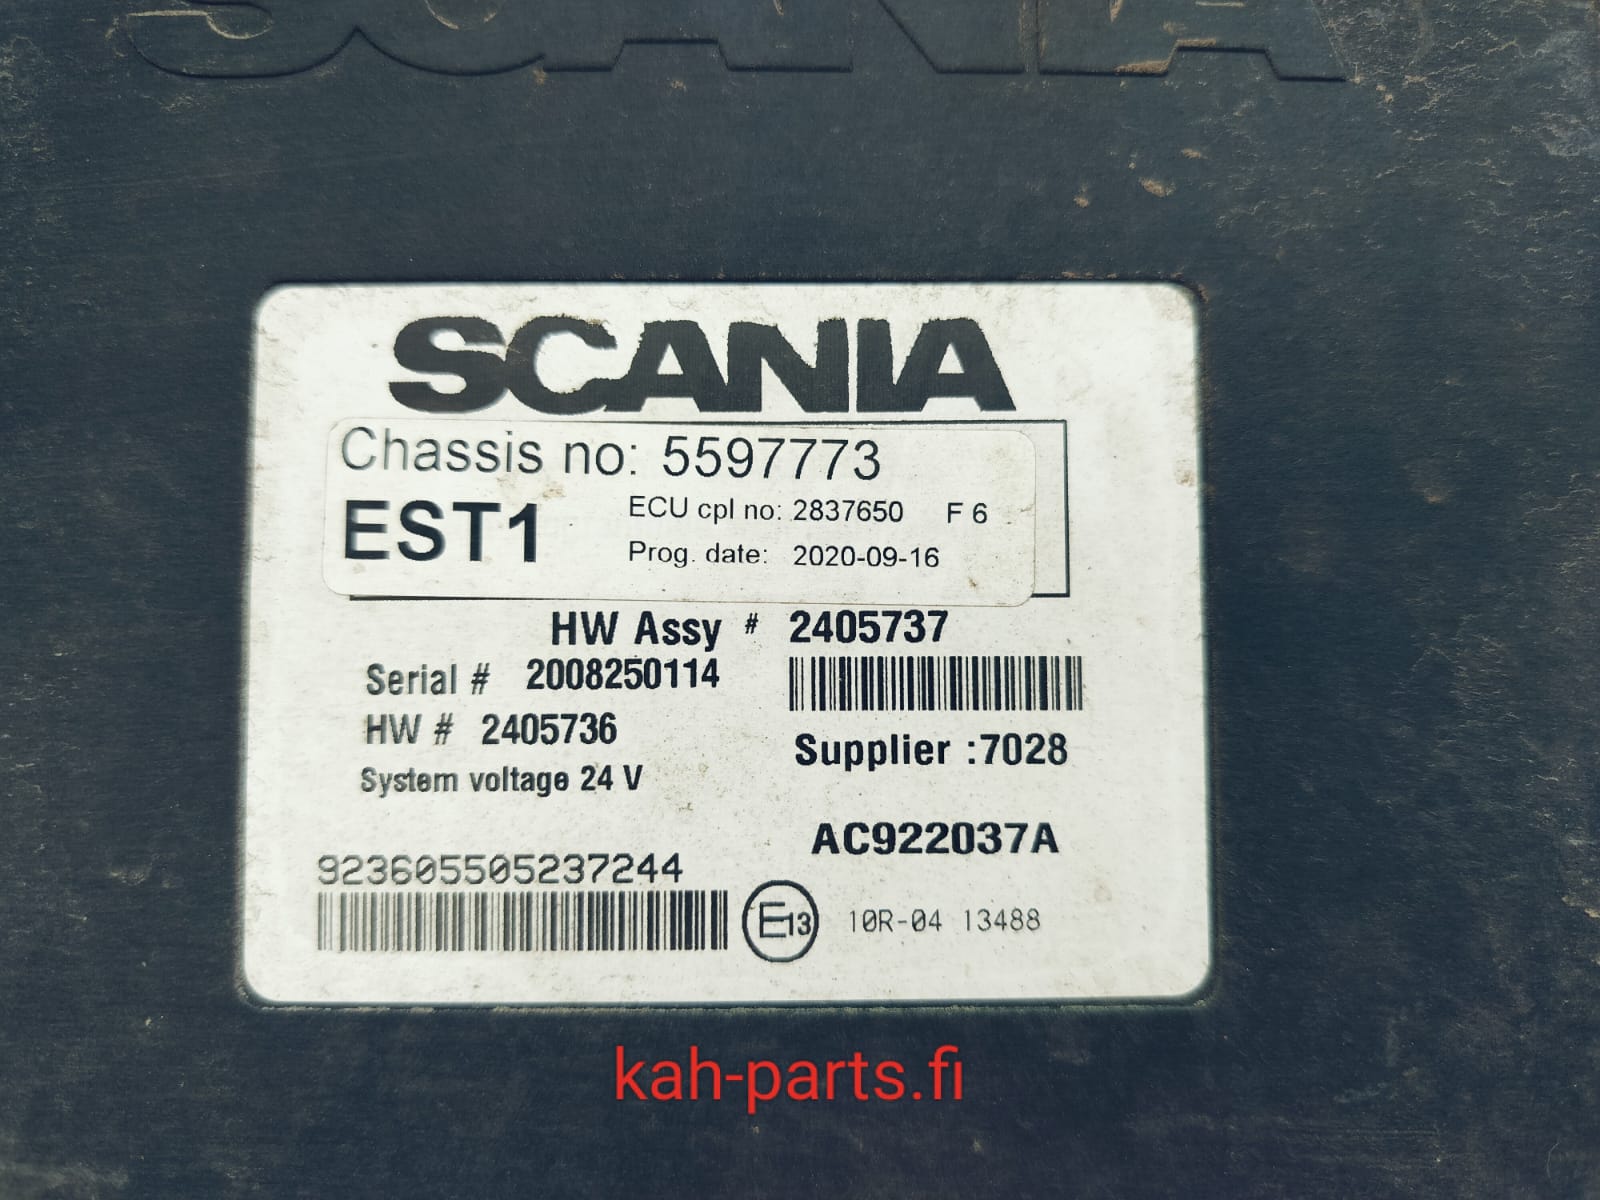 SCANIA
SCANIA
Chassis no: 5597773
EST1
ECU cpl no: 2837650 F 6
Prog. date: 2020-09-16
HW Assy # 2405737
Serial # 2008250114
HW # 2405736
Supplier :7028
System voltage 24 V
AC922037A
923605505237244
E13
10R-04 13488
kah-parts.fi